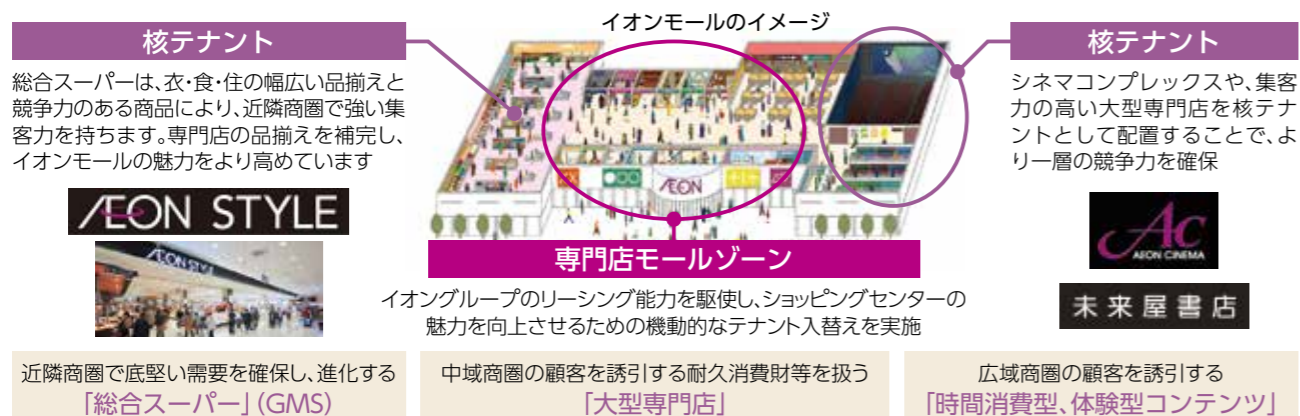 イオンモールのイメージ
核テナント
総合スーパーは、衣・食・住の幅広い品揃えと
競争力のある商品により、近隣商圏で強い集
客力を持ちます。専門店の品揃えを補完し、
イオンモールの魅力をより高めています
ÆON STYLE
ÆON STYLE
ÆON
専門店モールゾーン
イオングループのリーシング能力を駆使し、ショッピングセンターの
魅力を向上させるための機動的なテナント入替えを実施
核テナント
シネマコンプレックスや、集客
力の高い大型専門店を核テナ
ントとして配置することで、よ
り一層の競争力を確保
Ac
AEON CINEMA
未来屋書店
近隣商圏で底堅い需要を確保し、進化する
「総合スーパー」(GMS)
中域商圏の顧客を誘引する耐久消費財等を扱う
「大型専門店」
広域商圏の顧客を誘引する
「時間消費型、体験型コンテンツ」